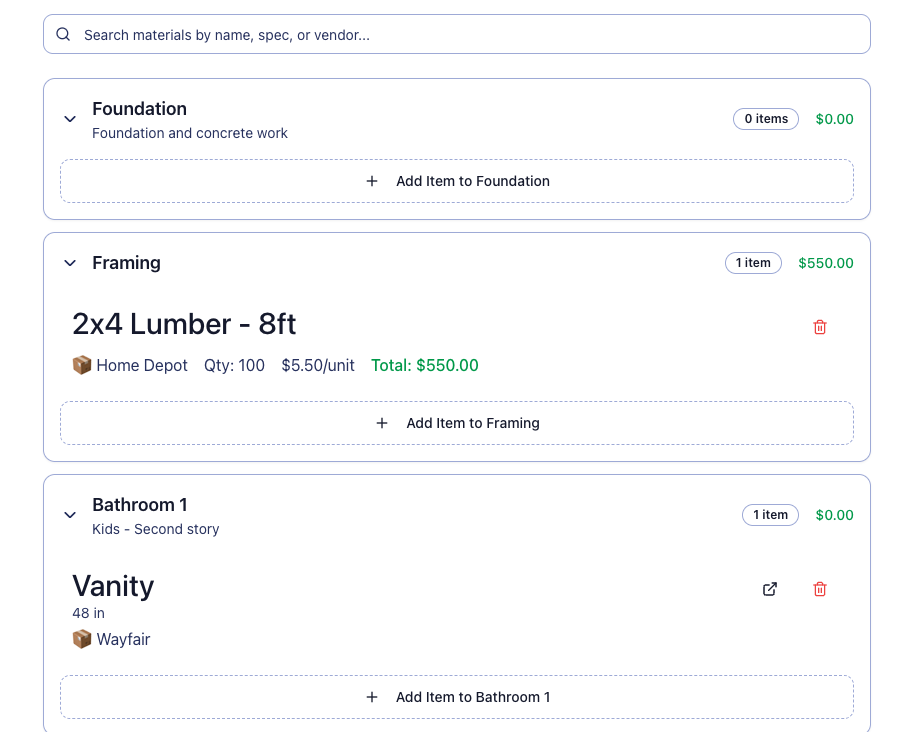 Search materials by name, spec, or vendor...
Foundation
Foundation and concrete work
0 items
$0.00
Add Item to Foundation
Framing
1 item
$550.00
2x4 Lumber - 8ft
Home Depot Qty: 100 $5.50/unit Total: $550.00
Add Item to Framing
Bathroom 1
Kids - Second story
1 item
$0.00
Vanity
48 in
Wayfair
Add Item to Bathroom 1